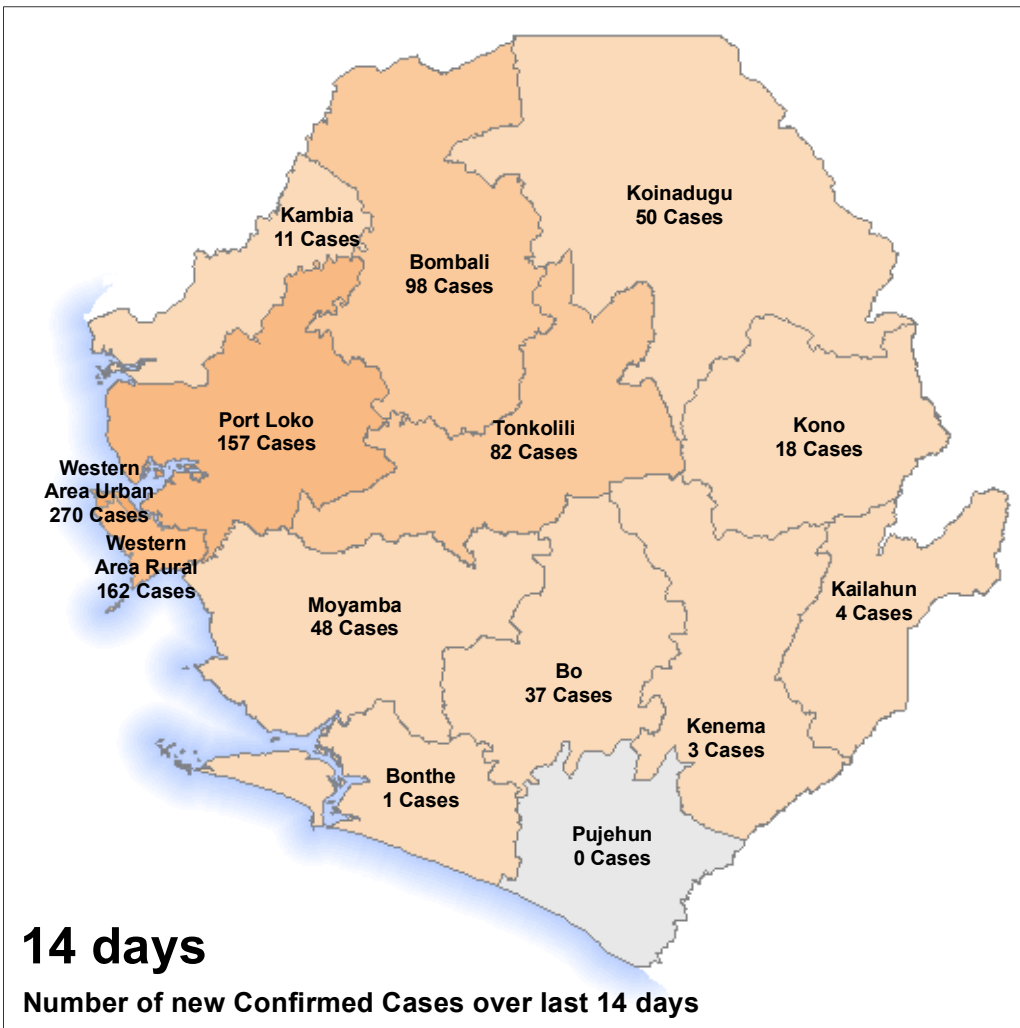 Koinadugu
50 Cases
Kambia
11 Cases
Bombali
98 Cases
Port Loko
157 Cases
Tonkolili
82 Cases
Kono
18 Cases
Western
Area Urban
270 Cases
Western
Area Rural
162 Cases
Kailahun
4 Cases
Moyamba
48 Cases
Bo
37 Cases
Kenema
3 Cases
Bonthe
1 Cases
Pujehun
0 Cases
14 days
Number of new Confirmed Cases over last 14 days